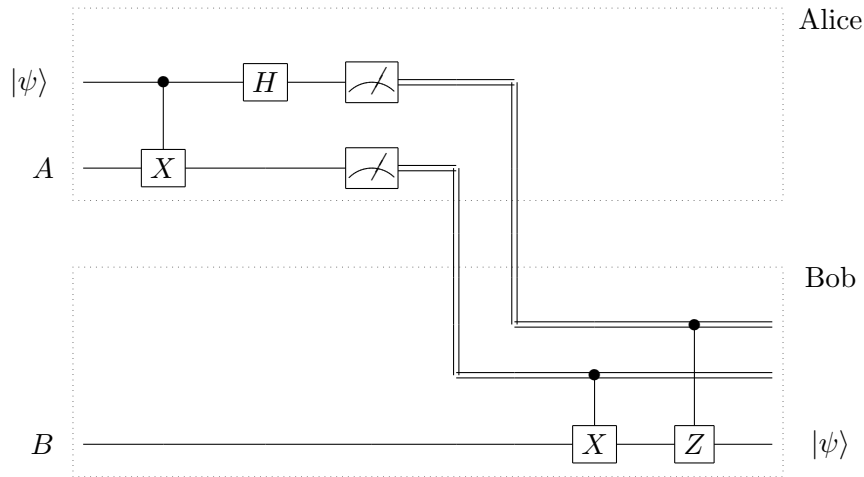 Alice
|ψ⟩ H
A X
Bob
B X Z |ψ⟩